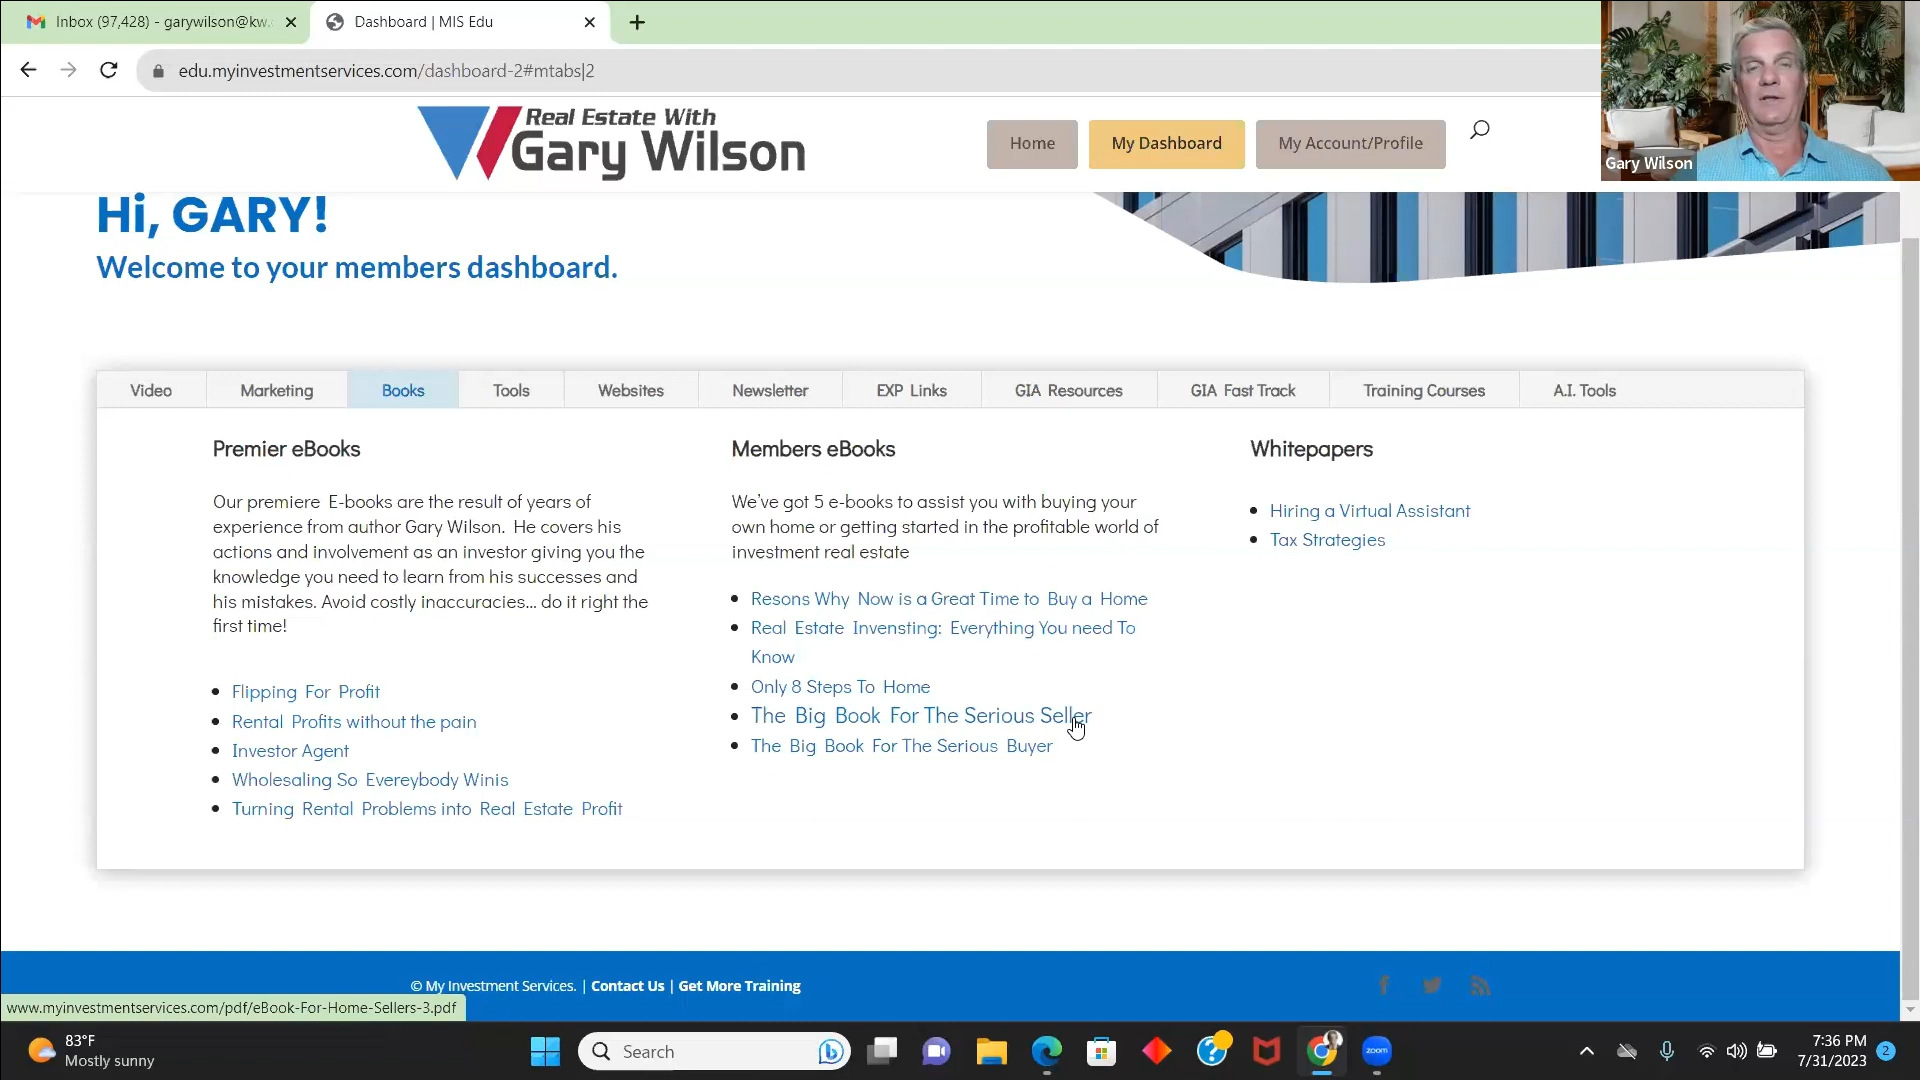 Inbox (97,428) - garywilson@kw.
Dashboard | MIS Edu
edu.myinvestmentservices.com/dashboard-2#mtabs|2
Real Estate With
Gary Wilson
Home
My Dashboard
My Account/Profile
Gary Wilson
Hi, GARY!
Welcome to your members dashboard.
Video
Marketing
Books
Tools
Websites
Newsletter
EXP Links
GIA Resources
GIA Fast Track
Training Courses
A.I. Tools
Premier eBooks
Our premiere E-books are the result of years of
experience from author Gary Wilson. He covers his
actions and involvement as an investor giving you the
knowledge you need to learn from his successes and
his mistakes. Avoid costly inaccuracies... do it right the
first time!
Flipping For Profit
Rental Profits without the pain
Investor Agent
Wholesaling So Evereybody Winis
Turning Rental Problems into Real Estate Profit
Members eBooks
We've got 5 e-books to assist you with buying your
own home or getting started in the profitable world of
investment real estate
Resons Why Now is a Great Time to Buy a Home
Real Estate Invensting: Everything You need To
Know
Only 8 Steps To Home
The Big Book For The Serious Seller
The Big Book For The Serious Buyer
Whitepapers
Hiring a Virtual Assistant
Tax Strategies
© My Investment Services. | Contact Us | Get More Training
www.myinvestmentservices.com/pdf/eBook-For-Home-Sellers-3.pdf
83°F
Mostly sunny
Search
zoom
7:36 PM
7/31/2023
2